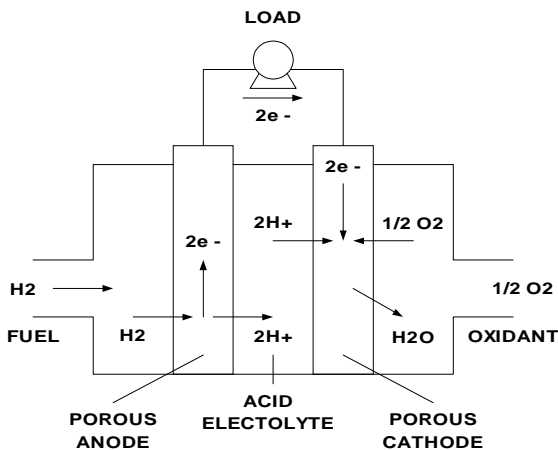 LOAD
2e -
2e -
2H+
1/2 O2
2e -
H2
1/2 O2
FUEL
H2
2H+
H2O
OXIDANT
POROUS
ANODE
ACID
ELECTOLYTE
POROUS
CATHODE